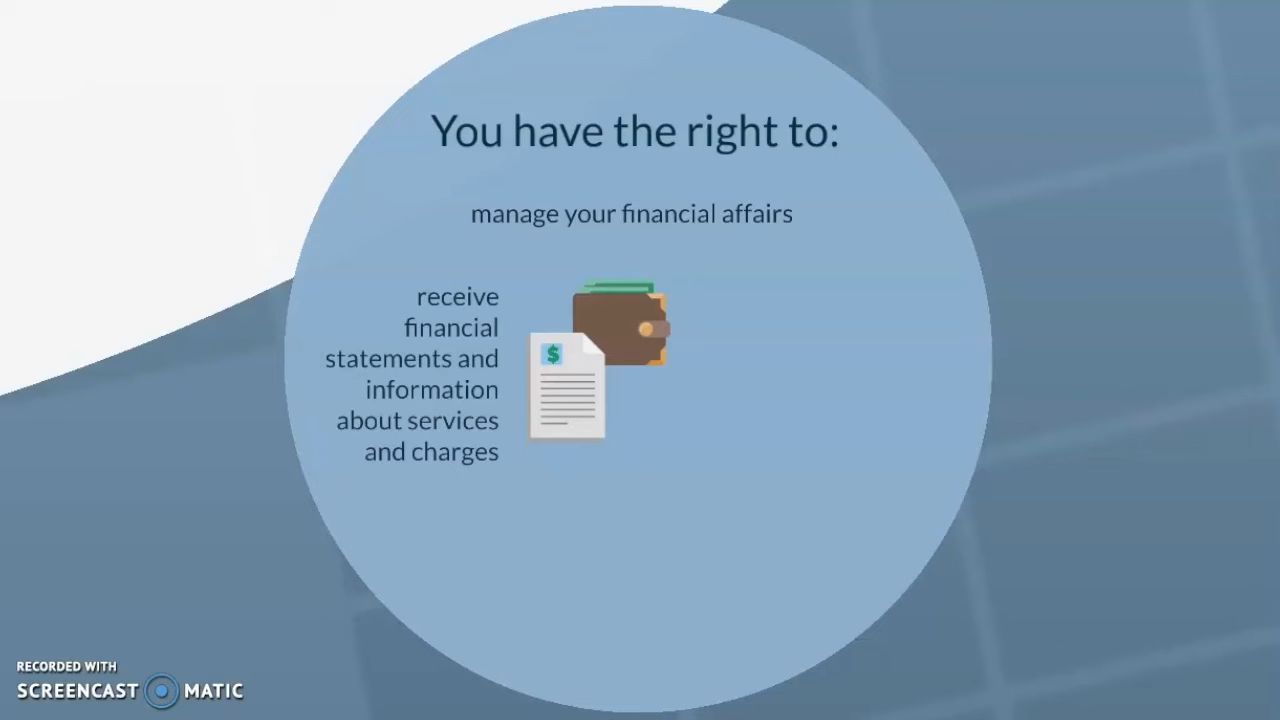 You have the right to:
manage your financial affairs
receive
financial
statements and
information
about services
and charges
$
RECORDED WITH
SCREENCAST MATIC